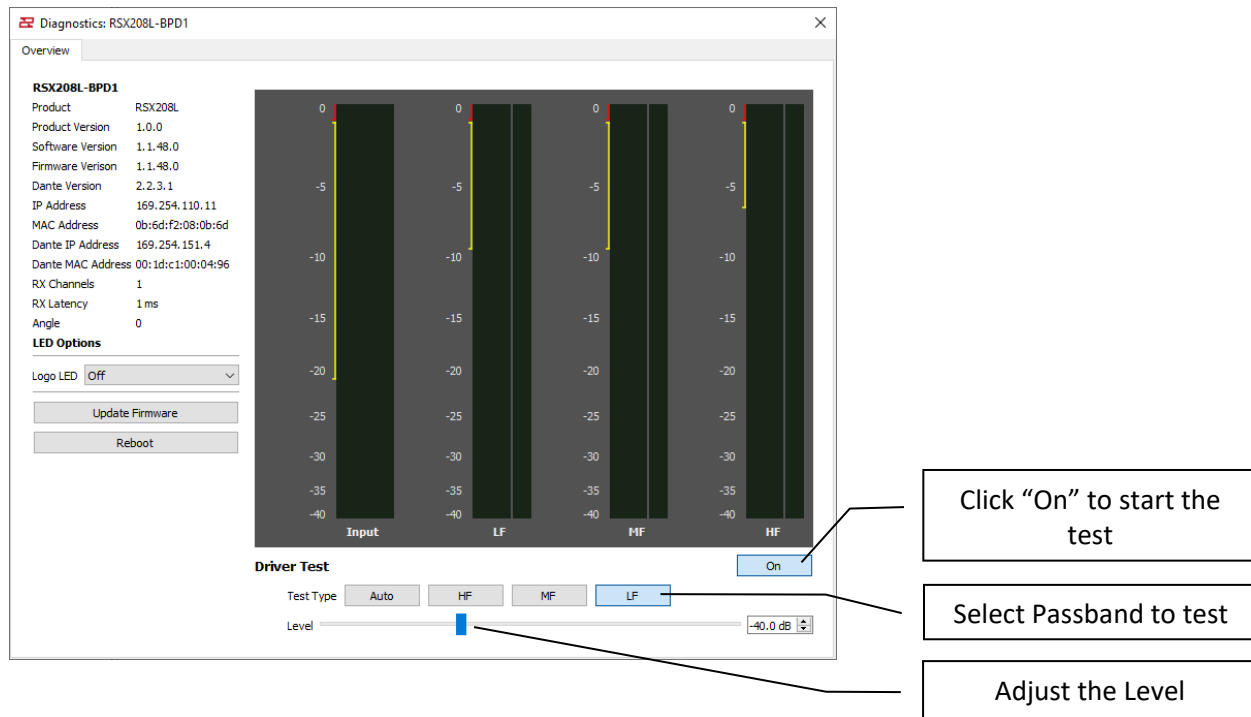 Diagnostics: RSX208L-BPD1
Overview
RSX208L-BPD1
Product RSX208L
Product Version 1.0.0
Software Version 1.1.48.0
Firmware Verison 1.1.48.0
Dante Version 2.2.3.1
IP Address 169.254.110.11
MAC Address 0b:6d:f2:08:0b:6d
Dante IP Address 169.254.151.4
Dante MAC Address 00:1d:c1:00:04:96
RX Channels 1
RX Latency 1 ms
Angle 0
LED Options
Logo LED Off
Update Firmware
Reboot
0 0 0 0
-5 -5 -5 -5
-10 -10 -10 -10
-15 -15 -15 -15
-20 -20 -20 -20
-25 -25 -25 -25
-30 -30 -30 -30
-35 -35 -35 -35
-40 -40 -40 -40
Input LF MF HF
Driver Test On
Test Type Auto HF MF LF
Level -40.0 dB
Click “On” to start the
test
Select Passband to test
Adjust the Level